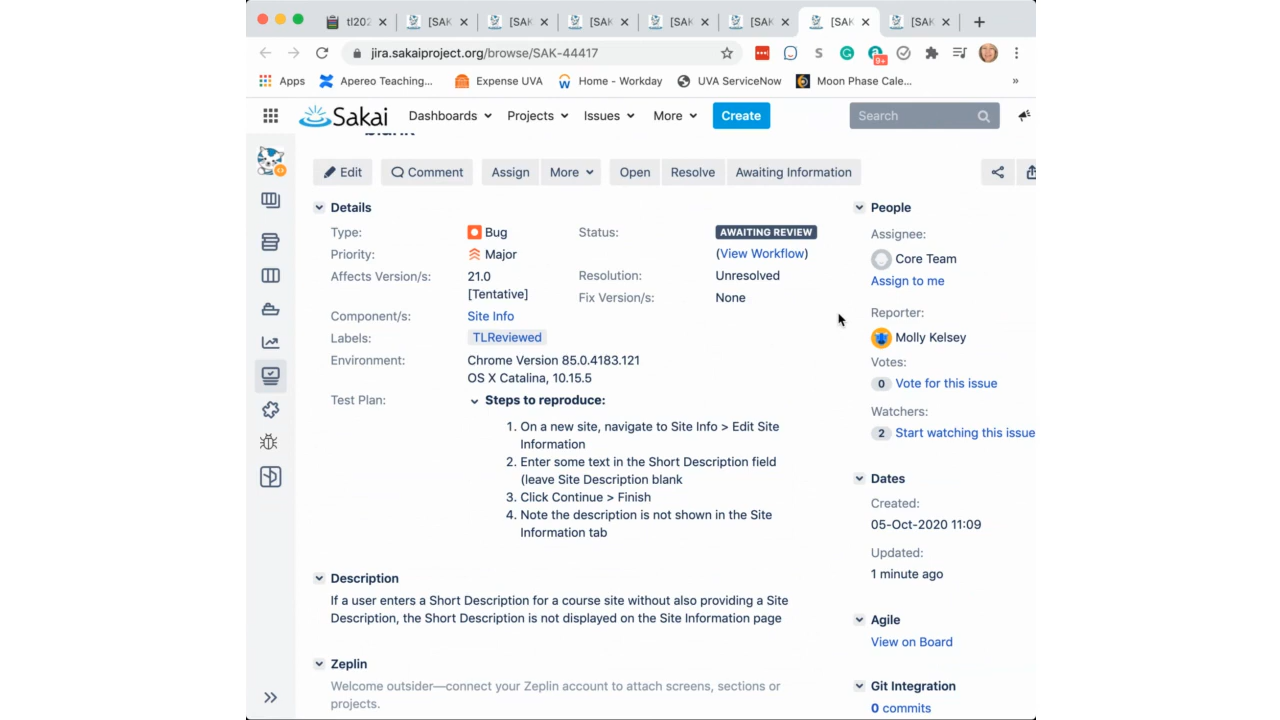 tl202
[SAK
[SAK
[SAK
[SAK
[SAK
[SAK
[SAK
jira.sakaiproject.org/browse/SAK-44417
S
9+
Apps
Apereo Teaching...
Expense UVA
Home - Workday
UVA ServiceNow
Moon Phase Cale...
»
Sakai
Dashboards
Projects
Issues
More
Create
Search
blank
Edit
Comment
Assign
More
Open
Resolve
Awaiting Information
Details
Type: Bug
Status: AWAITING REVIEW
(View Workflow)
Priority: Major
Affects Version/s: 21.0
[Tentative]
Resolution: Unresolved
Fix Version/s: None
Component/s: Site Info
Labels: TLReviewed
Environment: Chrome Version 85.0.4183.121
OS X Catalina, 10.15.5
Test Plan: Steps to reproduce:
1. On a new site, navigate to Site Info > Edit Site
Information
2. Enter some text in the Short Description field
(leave Site Description blank
3. Click Continue > Finish
4. Note the description is not shown in the Site
Information tab
Description
If a user enters a Short Description for a course site without also providing a Site
Description, the Short Description is not displayed on the Site Information page
Zeplin
Welcome outsider—connect your Zeplin account to attach screens, sections or
projects.
People
Assignee:
Core Team
Assign to me
Reporter:
Molly Kelsey
Votes:
0 Vote for this issue
Watchers:
2 Start watching this issue
Dates
Created:
05-Oct-2020 11:09
Updated:
1 minute ago
Agile
View on Board
Git Integration
0 commits